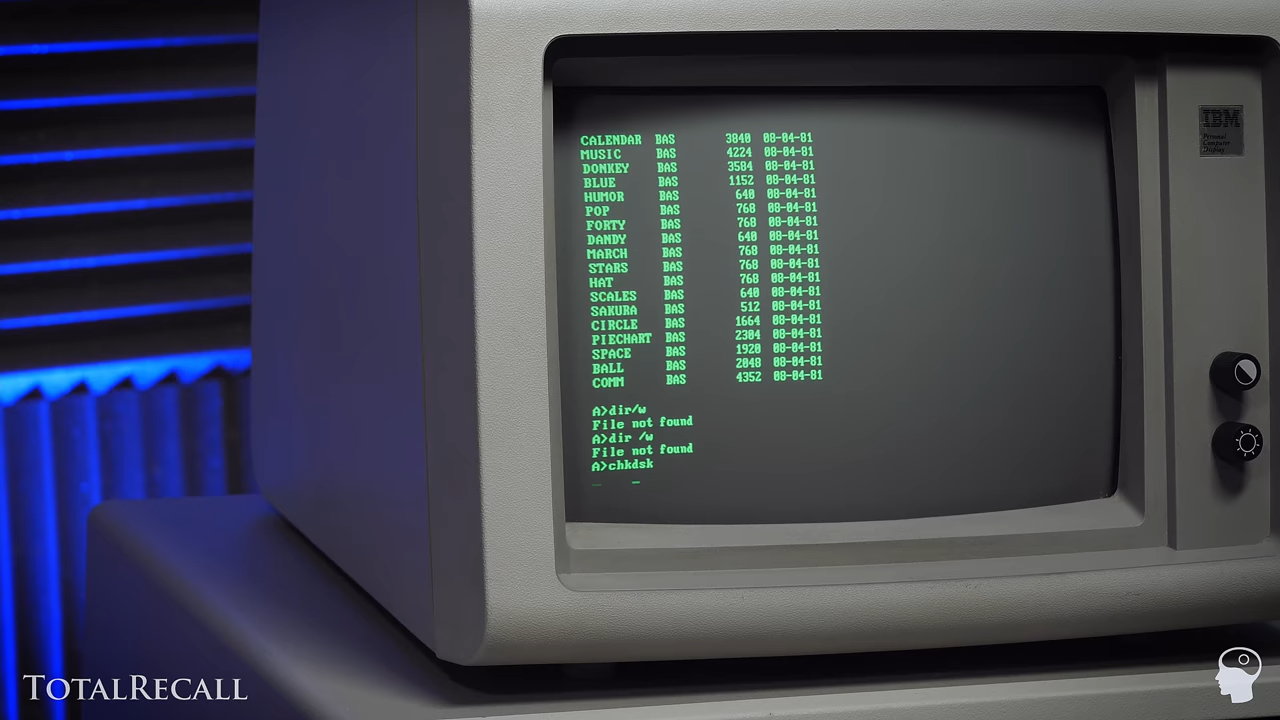 CALENDAR BAS 3840 08-04-81
MUSIC BAS 4224 08-04-81
DONKEY BAS 3584 08-04-81
BLUE BAS 1152 08-04-81
HUMOR BAS 640 08-04-81
POP BAS 768 08-04-81
FORTY BAS 768 08-04-81
DANDY BAS 640 08-04-81
MARCH BAS 768 08-04-81
STARS BAS 768 08-04-81
HAT BAS 768 08-04-81
SCALES BAS 640 08-04-81
SAKURA BAS 512 08-04-81
CIRCLE BAS 1664 08-04-81
PIECHART BAS 2304 08-04-81
SPACE BAS 1920 08-04-81
BALL BAS 2048 08-04-81
COMM BAS 4352 08-04-81
A>dir/w
File not found
A>dir /w
File not found
A>chkdsk
IBM
Personal
Computer
Display
TOTALRECALL